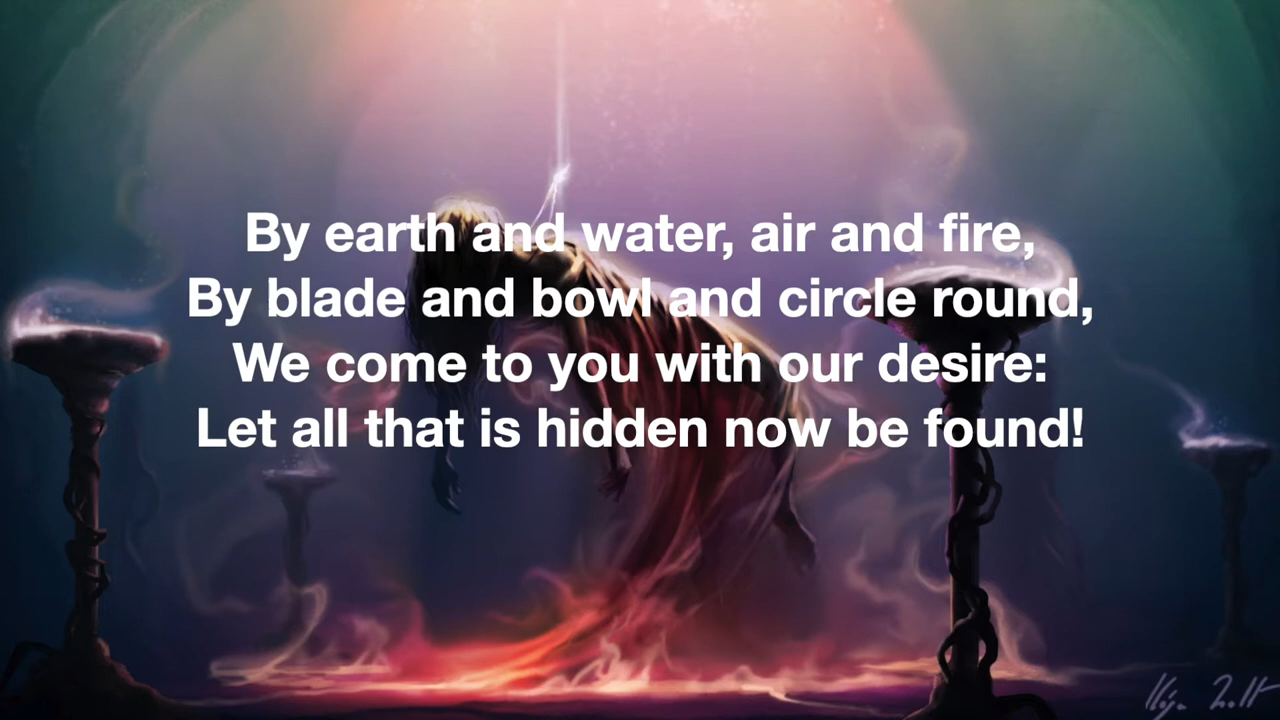 By earth and water, air and fire,
By blade and bowl and circle round,
We come to you with our desire:
Let all that is hidden now be found!